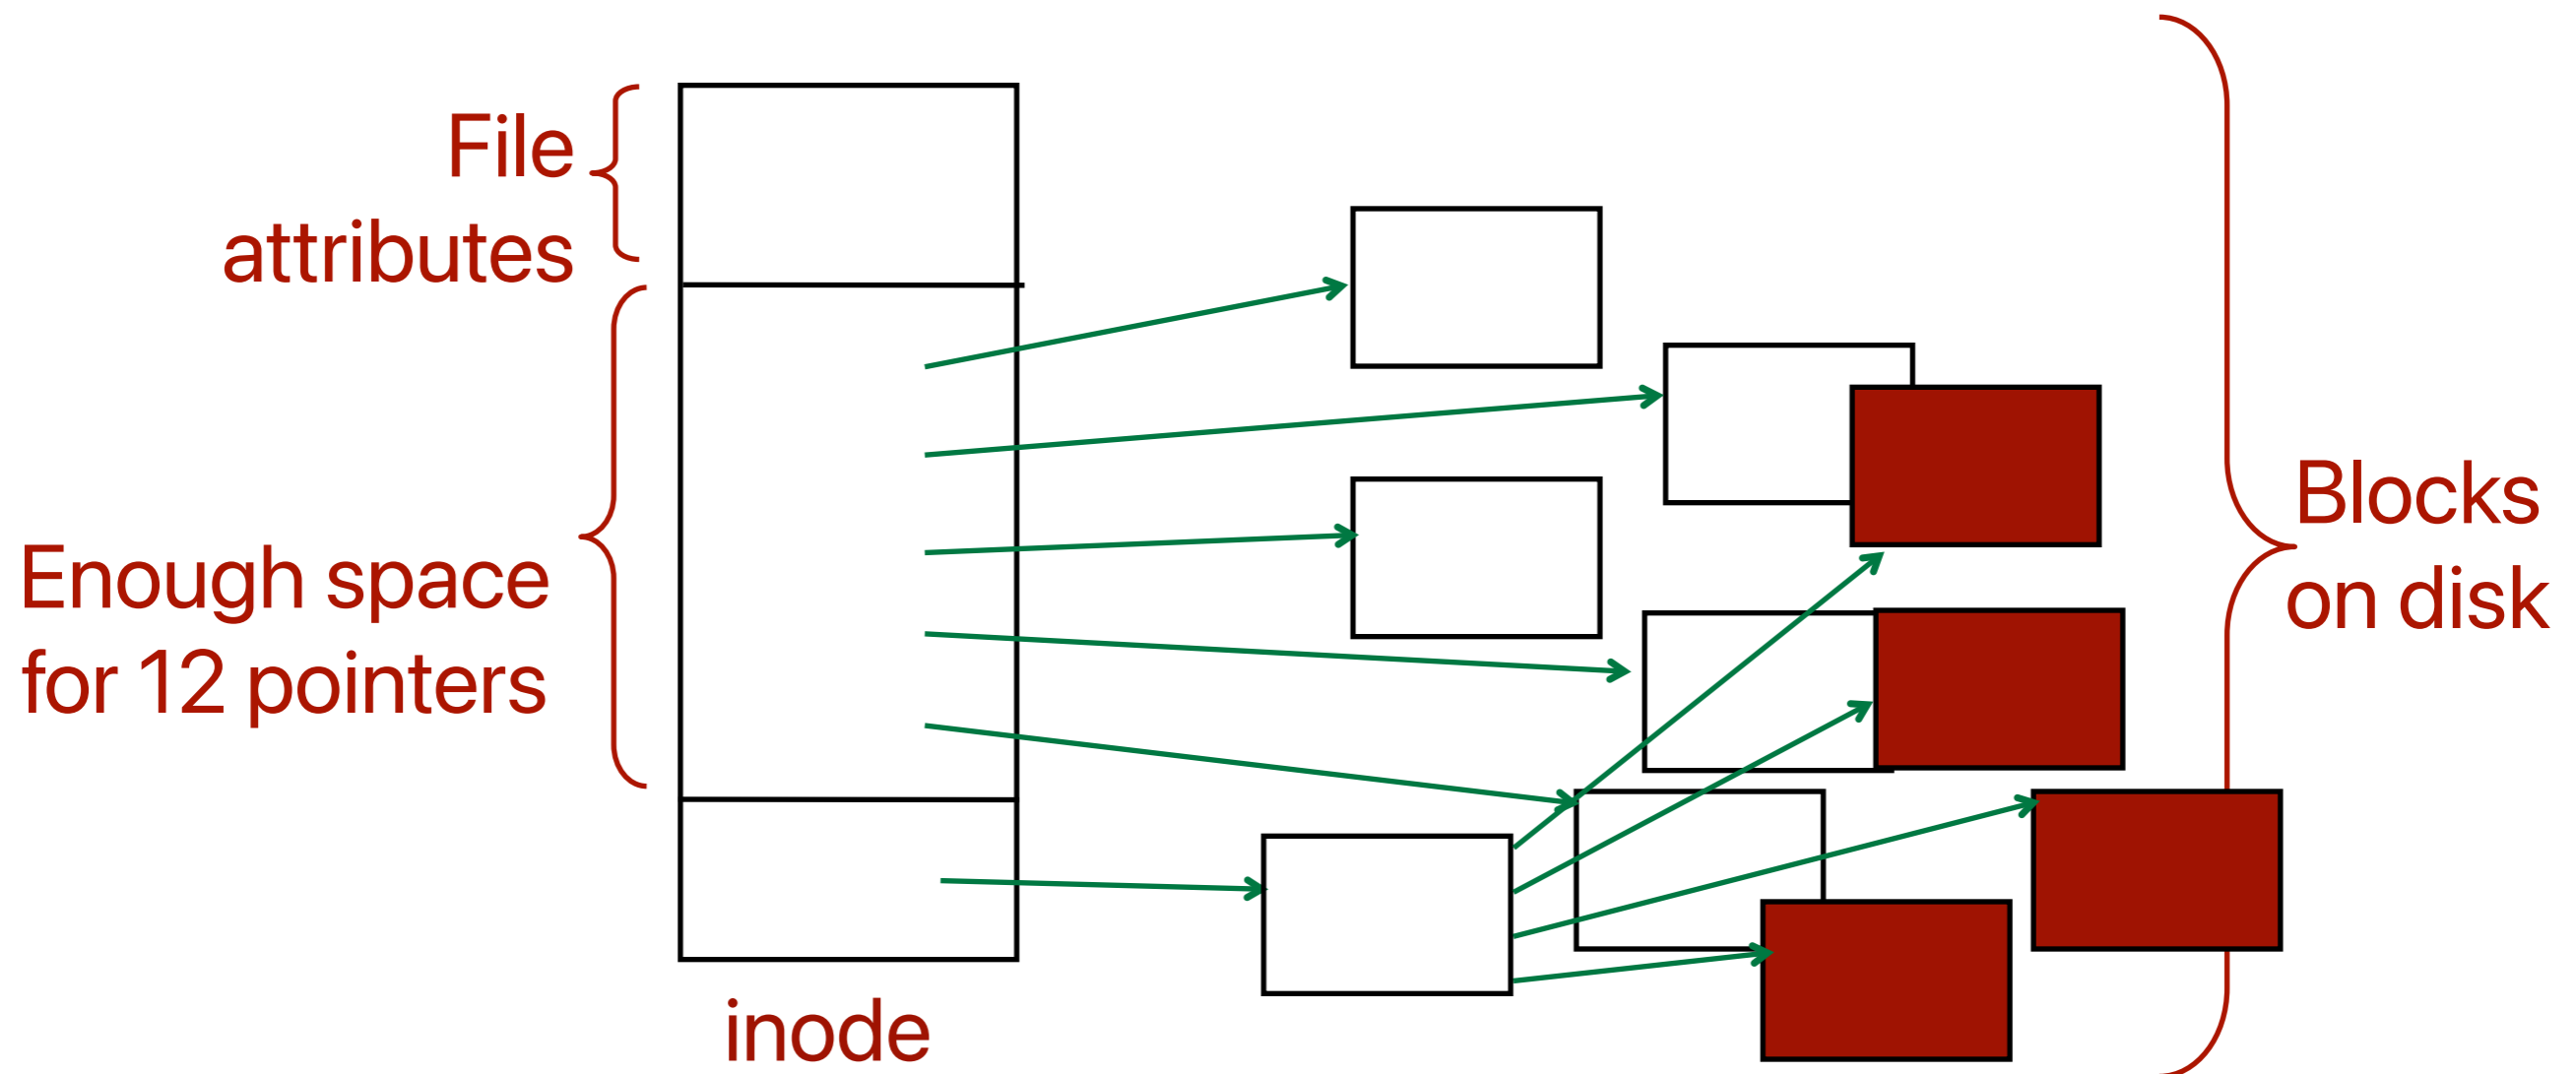 File
attributes
Enough space
for 12 pointers
inode
Blocks
on disk